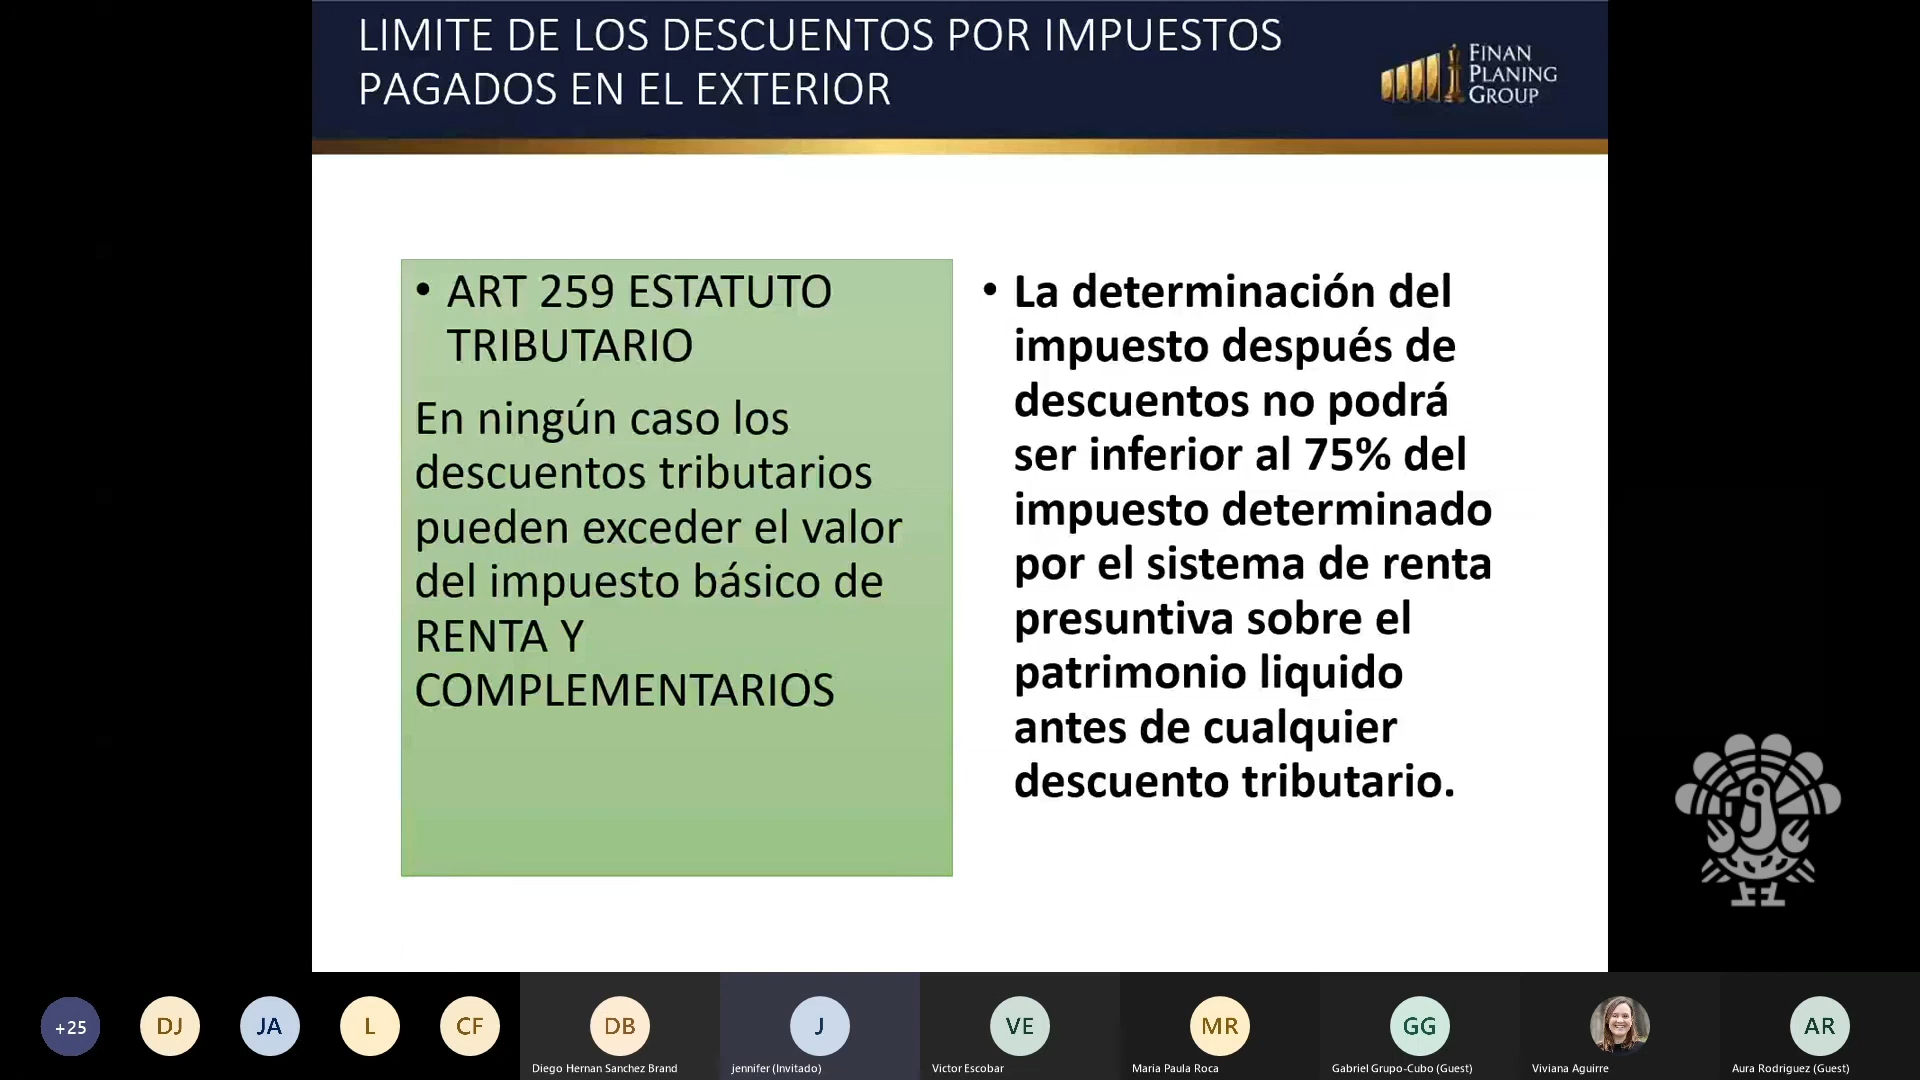 LIMITE DE LOS DESCUENTOS POR IMPUESTOS
PAGADOS EN EL EXTERIOR
FINAN
PLANING
GROUP
• ART 259 ESTATUTO
TRIBUTARIO
En ningún caso los
descuentos tributarios
pueden exceder el valor
del impuesto básico de
RENTA Y
COMPLEMENTARIOS
• La determinación del
impuesto después de
descuentos no podrá
ser inferior al 75% del
impuesto determinado
por el sistema de renta
presuntiva sobre el
patrimonio liquido
antes de cualquier
descuento tributario.
+25
DJ
JA
L
CF
DB
Diego Hernan Sanchez Brand
J
jennifer (Invitado)
VE
Victor Escobar
MR
Maria Paula Roca
GG
Gabriel Grupo-Cubo (Guest)
Viviana Aguirre
AR
Aura Rodriguez (Guest)